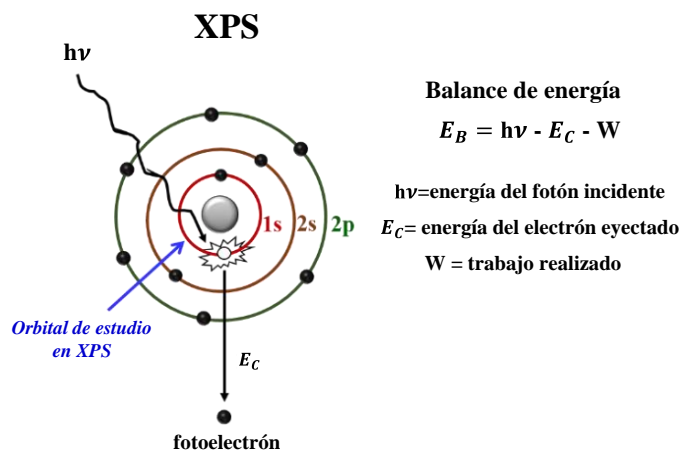 XPS
hν
Balance de energía
E_B = hν - E_C - W
hν=energía del fotón incidente
E_C= energía del electrón eyectado
W = trabajo realizado
1s 2s 2p
Orbital de estudio
en XPS
E_C
fotoelectrón